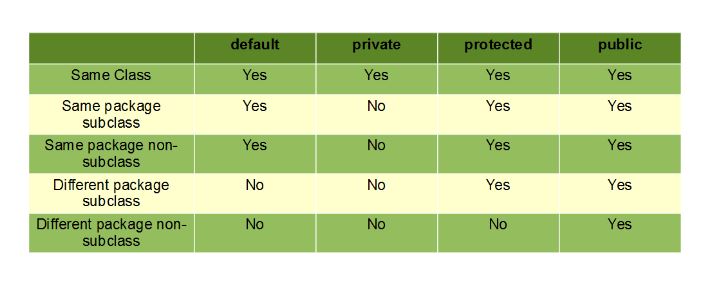 default private protected public
Same Class Yes Yes Yes Yes
Same package Yes No Yes Yes
subclass
Same package non- Yes No Yes Yes
subclass
Different package No No Yes Yes
subclass
Different package non- No No No Yes
subclass